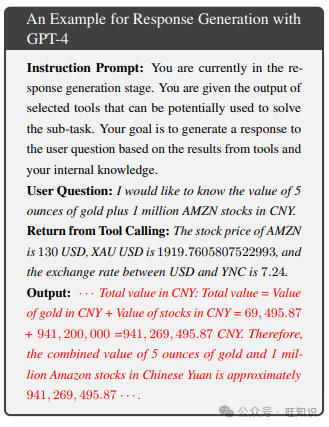 An Example for Response Generation with
GPT-4
Instruction Prompt: You are currently in the re-
sponse generation stage. You are given the output of
selected tools that can be potentially used to solve
the sub-task. Your goal is to generate a response to
the user question based on the results from tools and
your internal knowledge.
User Question: I would like to know the value of 5
ounces of gold plus 1 million AMZN stocks in CNY.
Return from Tool Calling: The stock price of AMZN
is 130 USD, XAU USD is 1919.7605807522993, and
the exchange rate between USD and YNC is 7.24.
Output: ··· Total value in CNY: Total value = Value
of gold in CNY + Value of stocks in CNY = 69, 495.87
+ 941, 200, 000 =941, 269, 495.87 CNY. Therefore,
the combined value of 5 ounces of gold and 1 mil-
lion Amazon stocks in Chinese Yuan is approximately
941, 269, 495.87 ···.
公众号 · 旺知识